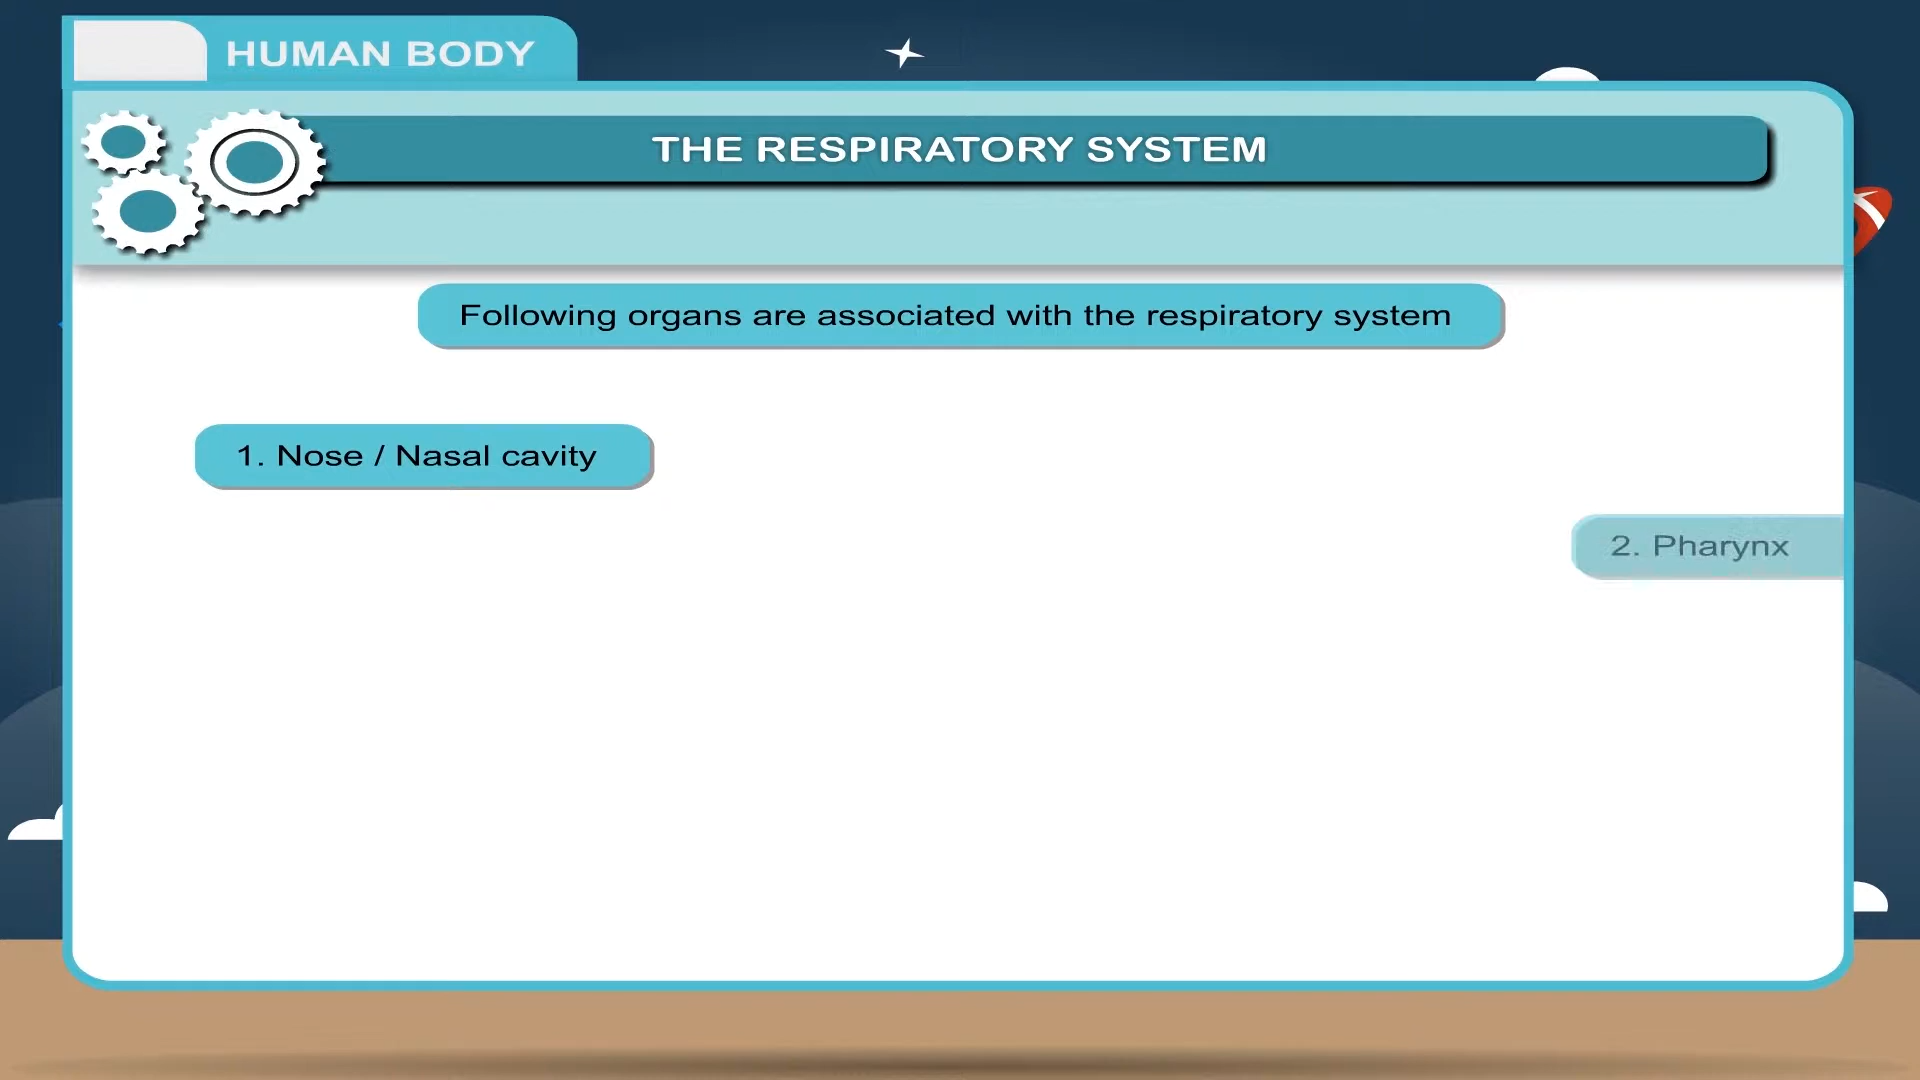 HUMAN BODY
THE RESPIRATORY SYSTEM
Following organs are associated with the respiratory system
1. Nose / Nasal cavity
2. Pharynx